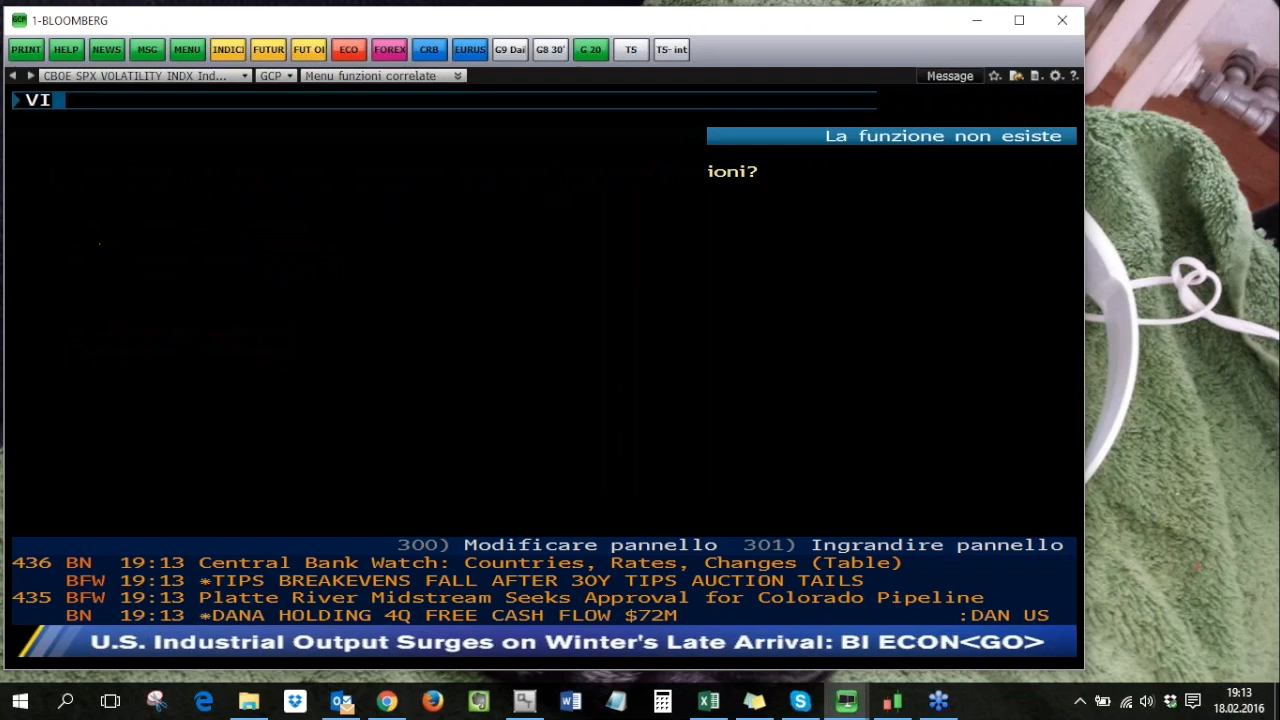 GCP 1-BLOOMBERG
PRINT HELP NEWS MSG MENU INDICI FUTUR FUT OI ECO FOREX CRB EURUS G9 Dai G8 30' G 20 TS TS- int
CBOE SPX VOLATILITY INDX Ind... GCP Menu funzioni correlate Message
VI
La funzione non esiste
ioni?
300) Modificare pannello 301) Ingrandire pannello
436 BN 19:13 Central Bank Watch: Countries, Rates, Changes (Table)
BFW 19:13 *TIPS BREAKEVENS FALL AFTER 30Y TIPS AUCTION TAILS
435 BFW 19:13 Platte River Midstream Seeks Approval for Colorado Pipeline
BN 19:13 *DANA HOLDING 4Q FREE CASH FLOW $72M :DAN US
U.S. Industrial Output Surges on Winter's Late Arrival: BI ECON<GO>
19:13
18.02.2016